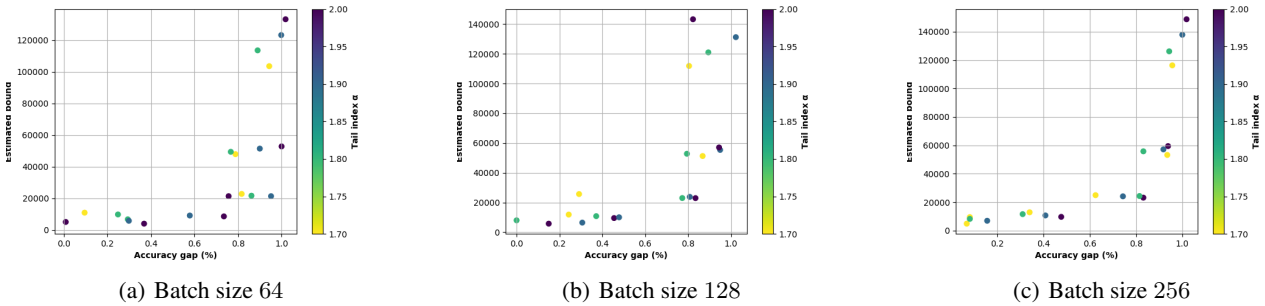 120000
100000
80000
60000
40000
20000
0
0.0 0.2 0.4 0.6 0.8 1.0
Accuracy gap (%)
Estimated bound
2.00
1.95
1.90
1.85
1.80
1.75
1.70
Tail index α
(a) Batch size 64
140000
120000
100000
80000
60000
40000
20000
0
0.0 0.2 0.4 0.6 0.8 1.0
Accuracy gap (%)
Estimated bound
2.00
1.95
1.90
1.85
1.80
1.75
1.70
Tail index α
(b) Batch size 128
140000
120000
100000
80000
60000
40000
20000
0
0.0 0.2 0.4 0.6 0.8 1.0
Accuracy gap (%)
Estimated bound
2.00
1.95
1.90
1.85
1.80
1.75
1.70
Tail index α
(c) Batch size 256